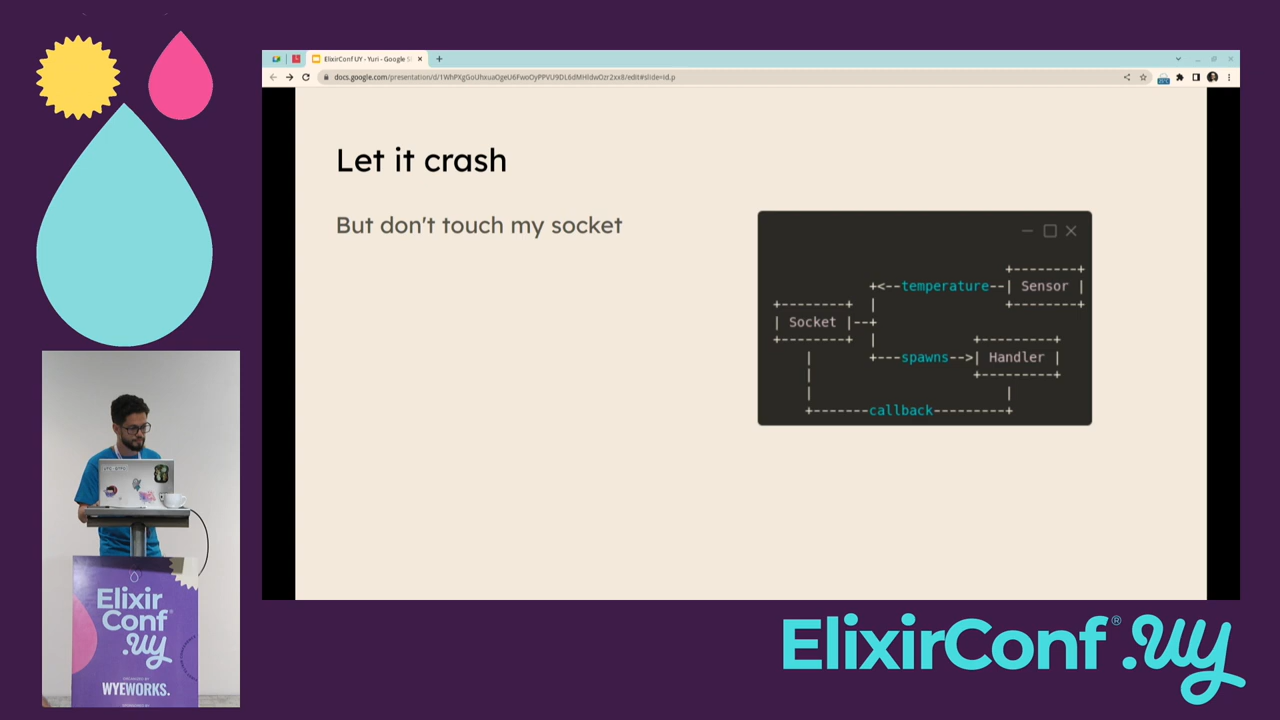 ElixirConf UY - Yuri - Google S
docs.google.com/presentation/d/1WhPXgGoUhxuaOgeU6FwoOyPPVU9DL6dMHldwOzr2xx8/edit#slide=id.p
Let it crash
But don't touch my socket
+--------+
+<--temperature--| Sensor |
+--------+ | +--------+
| Socket |--+
+--------+ | +---------+
| +---spawns-->| Handler |
| +---------+
| |
+-------callback----------+
Elixir
Conf®
.uy
WYEWORKS.
ElixirConf®.uy